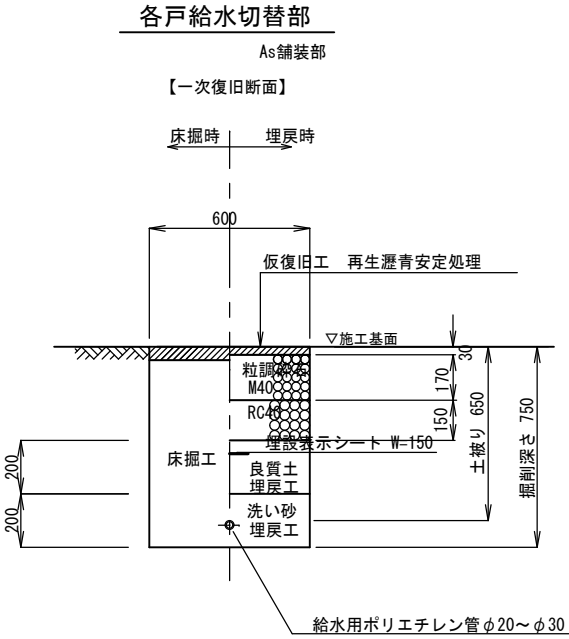 各戸給水切替部
As舗装部
【一次復旧断面】
床掘時 埋戻時
600
仮復旧工 再生瀝青安定処理
▽施工基面
30
粒調砕石
M40
170
RC40
150
埋設表示シート W-150
土被り 650
掘削深さ 750
床掘工
200
良質土
埋戻工
200
洗い砂
埋戻工
給水用ポリエチレン管φ20～φ30